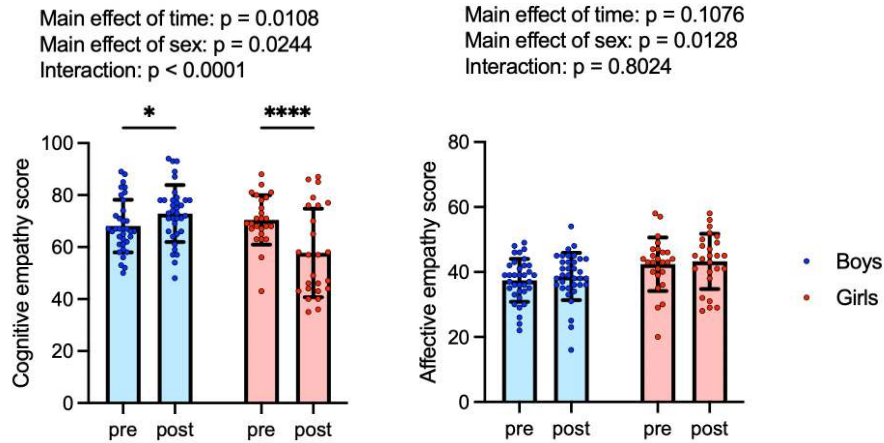 Main effect of time: p = 0.0108
Main effect of sex: p = 0.0244
Interaction: p < 0.0001
*
****
Cognitive empathy score
100
80
60
40
20
0
pre
post
pre
post
Main effect of time: p = 0.1076
Main effect of sex: p = 0.0128
Interaction: p = 0.8024
Affective empathy score
80
60
40
20
0
pre
post
pre
post
Boys
Girls